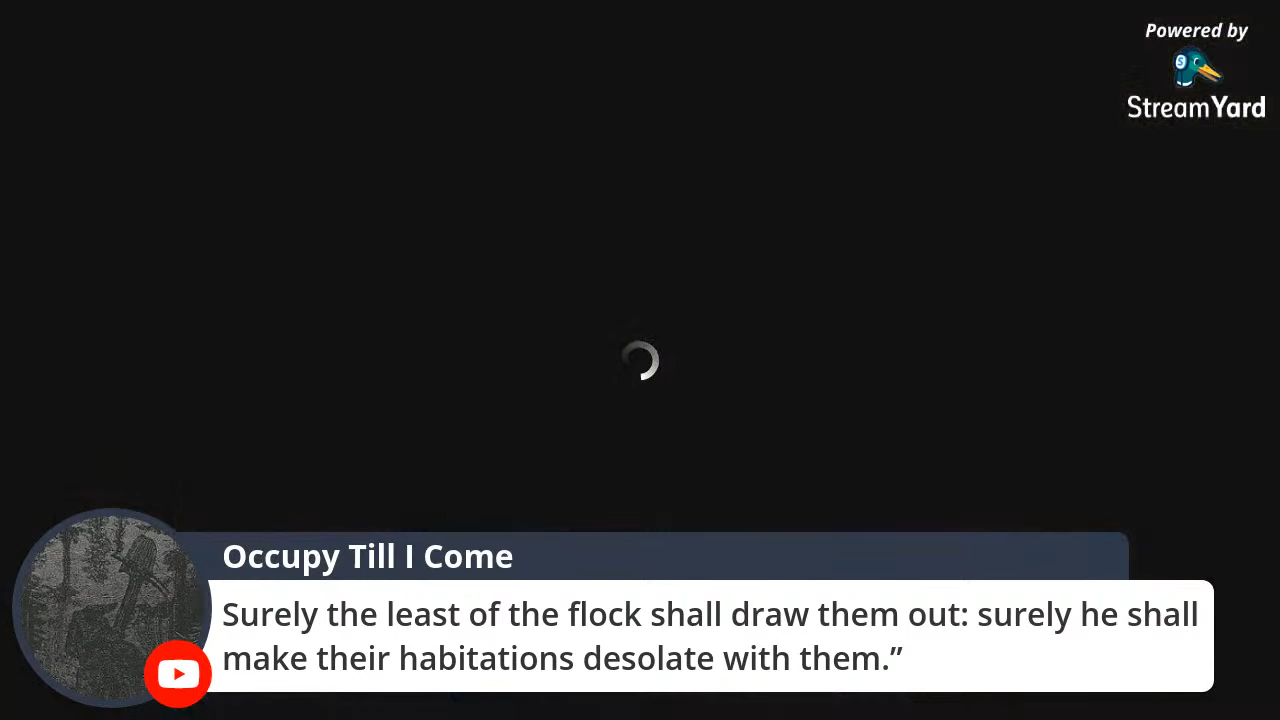 Powered by
StreamYard
Occupy Till I Come
Surely the least of the flock shall draw them out: surely he shall
make their habitations desolate with them.”